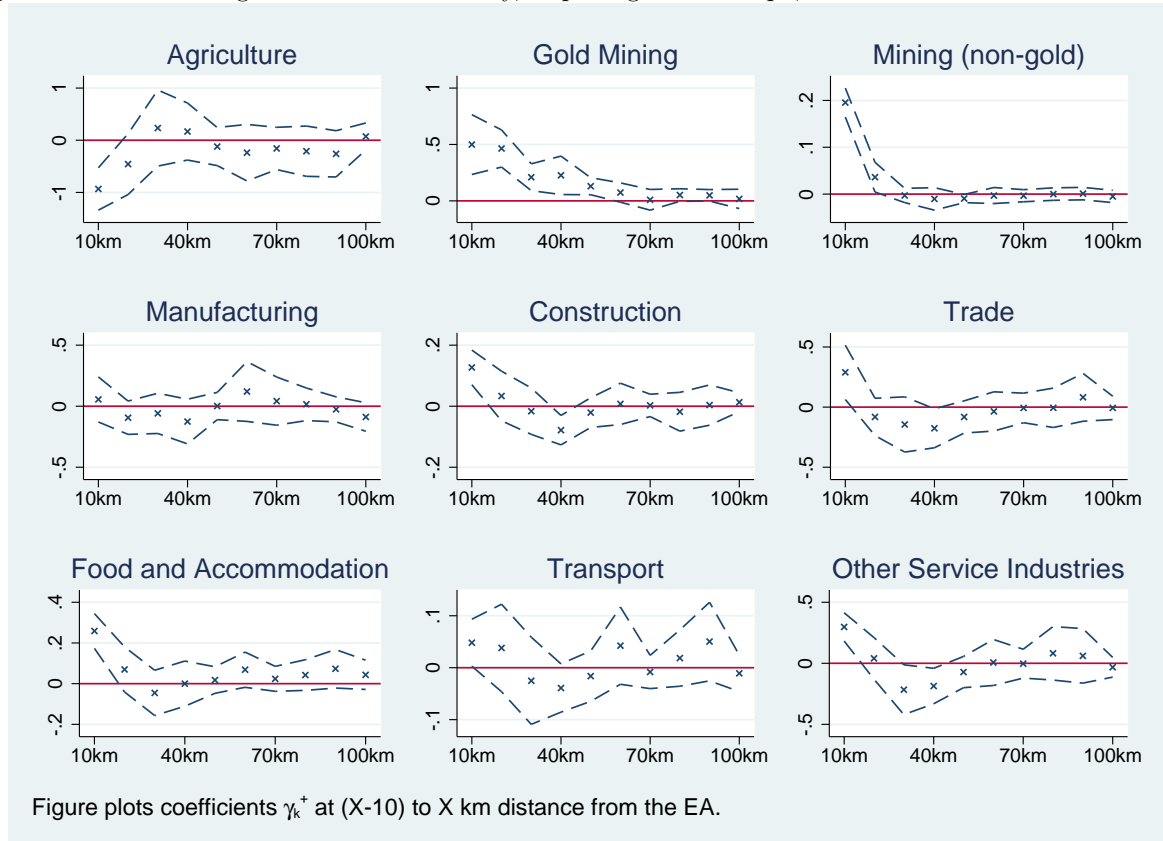 Agriculture Gold Mining Mining (non-gold)
1 1 .2
0 .5 .1
-1 0 0
10km 40km 70km 100km 10km 40km 70km 100km 10km 40km 70km 100km
Manufacturing Construction Trade
.5 .2 .5
0 0 0
-.5 -.2 -.5
10km 40km 70km 100km 10km 40km 70km 100km 10km 40km 70km 100km
Food and Accommodation Transport Other Service Industries
.4 .1 .5
.2 0 0
0 -.1 -.5
-.2
10km 40km 70km 100km 10km 40km 70km 100km 10km 40km 70km 100km
Figure plots coefficients γₖ⁺ at (X-10) to X km distance from the EA.